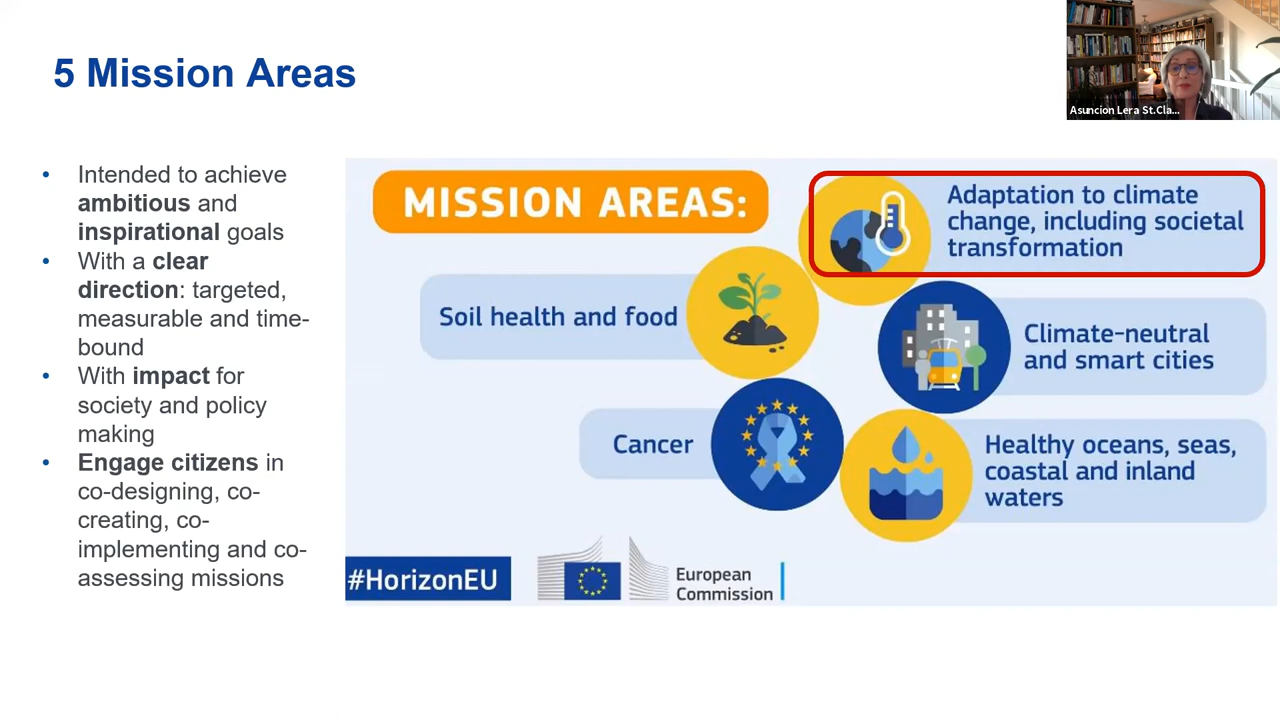 5 Mission Areas
Asuncion Lera St.Cla...
• Intended to achieve
ambitious and
inspirational goals
• With a clear
direction: targeted,
measurable and time-
bound
• With impact for
society and policy
making
• Engage citizens in
co-designing, co-
creating, co-
implementing and co-
assessing missions
MISSION AREAS:
Adaptation to climate
change, including societal
transformation
Soil health and food
Climate-neutral
and smart cities
Cancer
Healthy oceans, seas,
coastal and inland
waters
#HorizonEU
European
Commission